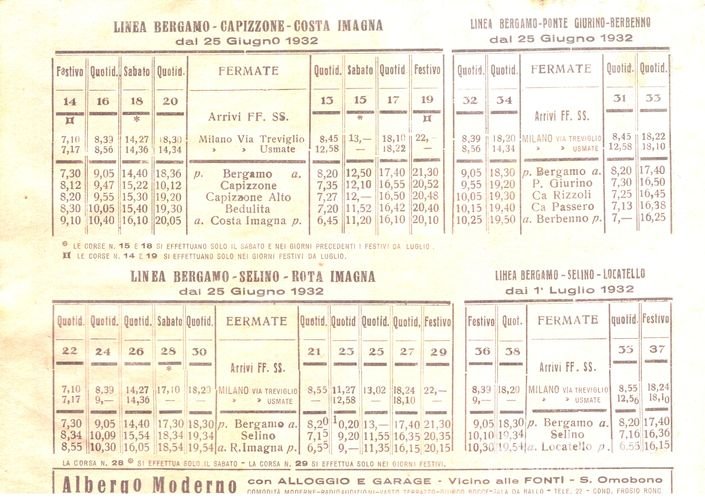 LINEA BERGAMO-CAPIZZONE-COSTA IMAGNA
dal 25 Giugno 1932
Festivo Quotid. Sabato Quotid. FERMATE Quotid. Sabato Quotid. Festivo
14 16 18 20 13 15 17 19
¤ * Arrivi FF. SS. * ¤
7,10 8,39 14,27 18,30 Milano Via Treviglio 8,45 13,— 18,10 22,—
7,17 8,56 14,36 14,34 » » Usmate 12,58 — 18,22 —
7,30 9,05 14,40 18,36 p. Bergamo a. 8,20 12,50 17,40 21,30
8,12 9,47 15,22 10,12 Capizzone 7,35 12,10 16,55 20,52
8,20 9,55 15,30 19,20 Capizzone Alto 7,27 12,— 16,50 20,48
8,30 10,05 15,40 19,30 Bedulita 7,20 11,52 16,42 20,40
9,10 10,40 16,10 20,05 a. Costa Imagna p. 6,45 11,20 16,10 20,10
* LE CORSE N. 15 E 18 SI EFFETTUANO SOLO IL SABATO E NEI GIORNI PRECEDENTI I FESTIVI DA LUGLIO.
¤ LE CORSE N. 14 E 19 SI EFFETTUANO SOLO NEI GIORNI FESTIVI DA LUGLIO.
LINEA BERGAMO-PONTE GIURINO-BERBENNO
dal 25 Giugno 1932
Quotid. Quotid. FERMATE Quotid. Quotid.
32 34 31 33
Arrivi FF. SS.
8,39 18,20 MILANO VIA TREVIGLIO 8,45 18,22
» » USMATE 12,58 18,10
9,05 18,30 p. Bergamo a. 8,20 17,40
9,55 19,20 P. Giurino 7,30 16,50
10,05 19,30 Ca Rizzoli 7,25 16,45
10,15 19,40 Ca Passero 7,13 16,38
10,25 19,50 a. Berbenno p. 7,— 16,25
LINEA BERGAMO-SELINO-ROTA IMAGNA
dal 25 Giugno 1932
Quotid. Quotid. Quotid. Sabato Quotid. FERMATE Quotid. Quotid Quotid. Quotid. Festivo
22 24 26 28 30 21 23 25 27 29
* Arrivi FF. SS.
7,10 8,39 14,27 17,10 18,20 MILANO VIA TREVIGLIO 8,55 11,27 13,02 18,24 22,—
7,17 9,— 14,36 — — » » USMATE — 12,58 — 18,10
7,30 9,05 14,40 17,30 18,30 p. Bergamo a. 8,20 10,20 13,— 17,40 21,30
8,34 10,09 15,54 18,34 19,34 Selino 7,15 9,20 11,55 16,35 20,35
8,55 10,30 16,05 18,54 19,54 a. R.Imagna p. 6,55 9,— 11,35 16,15 20,15
LA CORSA N. 28 * SI EFFETTUA SOLO IL SABATO - LA CORSA N. 29 SI EFFETTUA SOLO NEI GIORNI FESTIVI.
LINEA BERGAMO-SELINO-LOCATELLO
dal 1° Luglio 1932
Festivo Quot. FERMATE quotid. Festivo
36 38 35 37
Arrivi FF. SS.
8,39 18,20 MILANO VIA TREVIGLIO 8,55 18,24
9,— — » » USMATE 12,56 18,10
9,05 18,30 p. Bergamo a. 8,20 17,40
10,10 19,34 Selino 7,16 16,36
10,30 19,54 a. Locatello p. 6,55 16,15
Albergo Moderno con ALLOGGIO E GARAGE - Vicino alle FONTI - S. Omobono